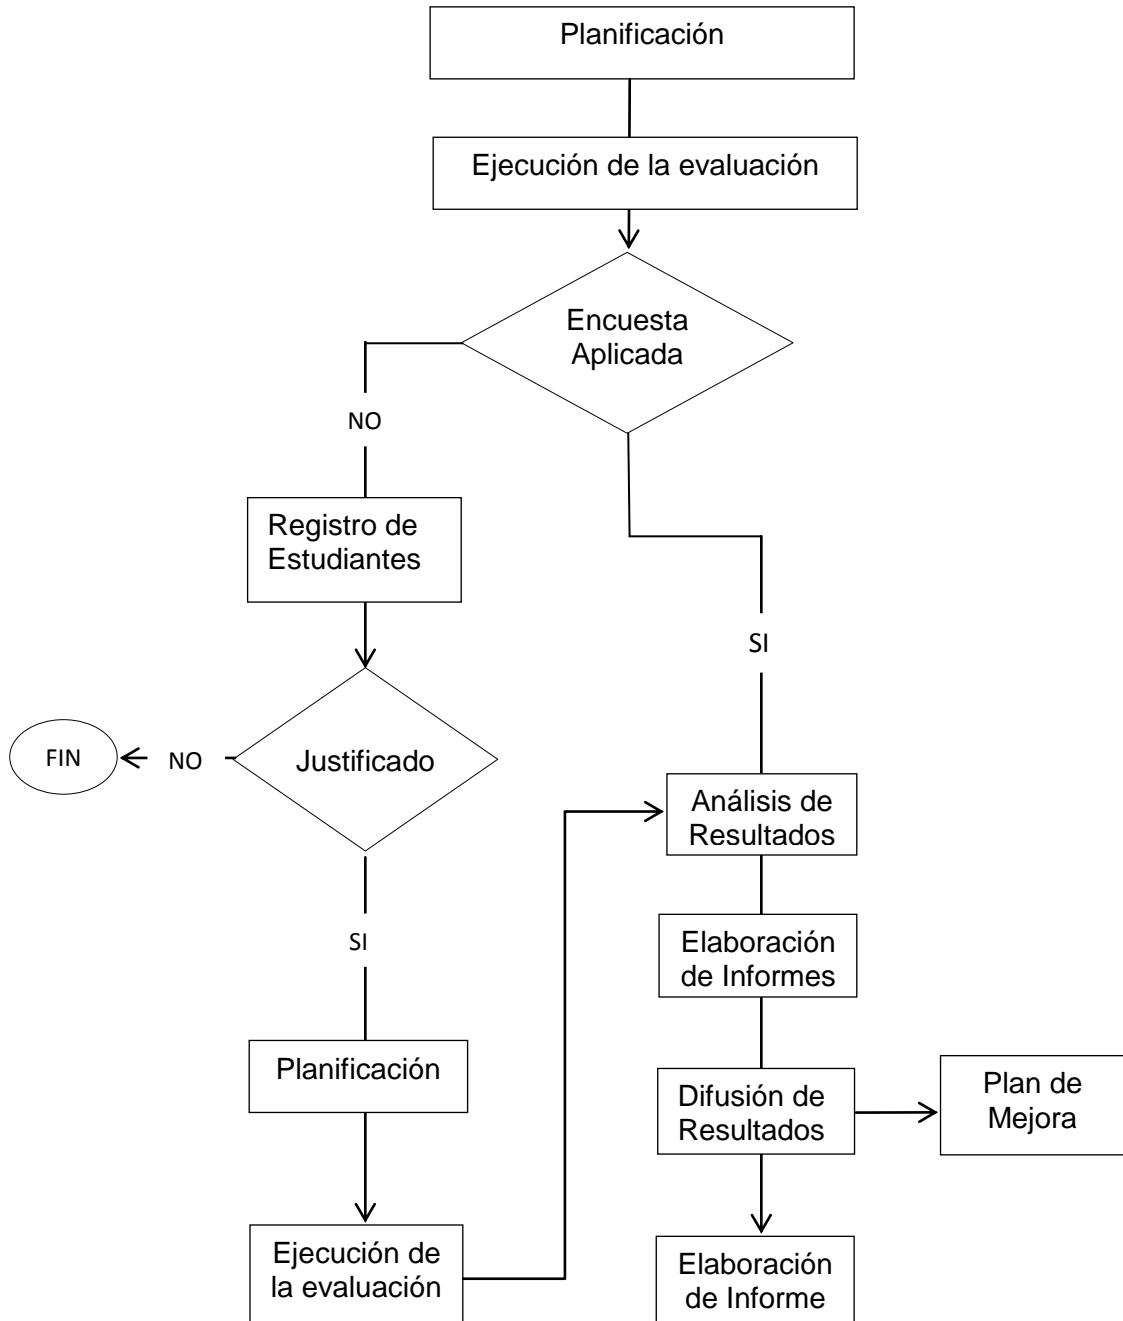 Planificación
Ejecución de la evaluación
Encuesta
Aplicada
NO
Registro de
Estudiantes
SI
FIN
NO
Justificado
Análisis de
Resultados
SI
Elaboración
de Informes
Planificación
Difusión de
Resultados
Plan de
Mejora
Ejecución de
la evaluación
Elaboración
de Informe